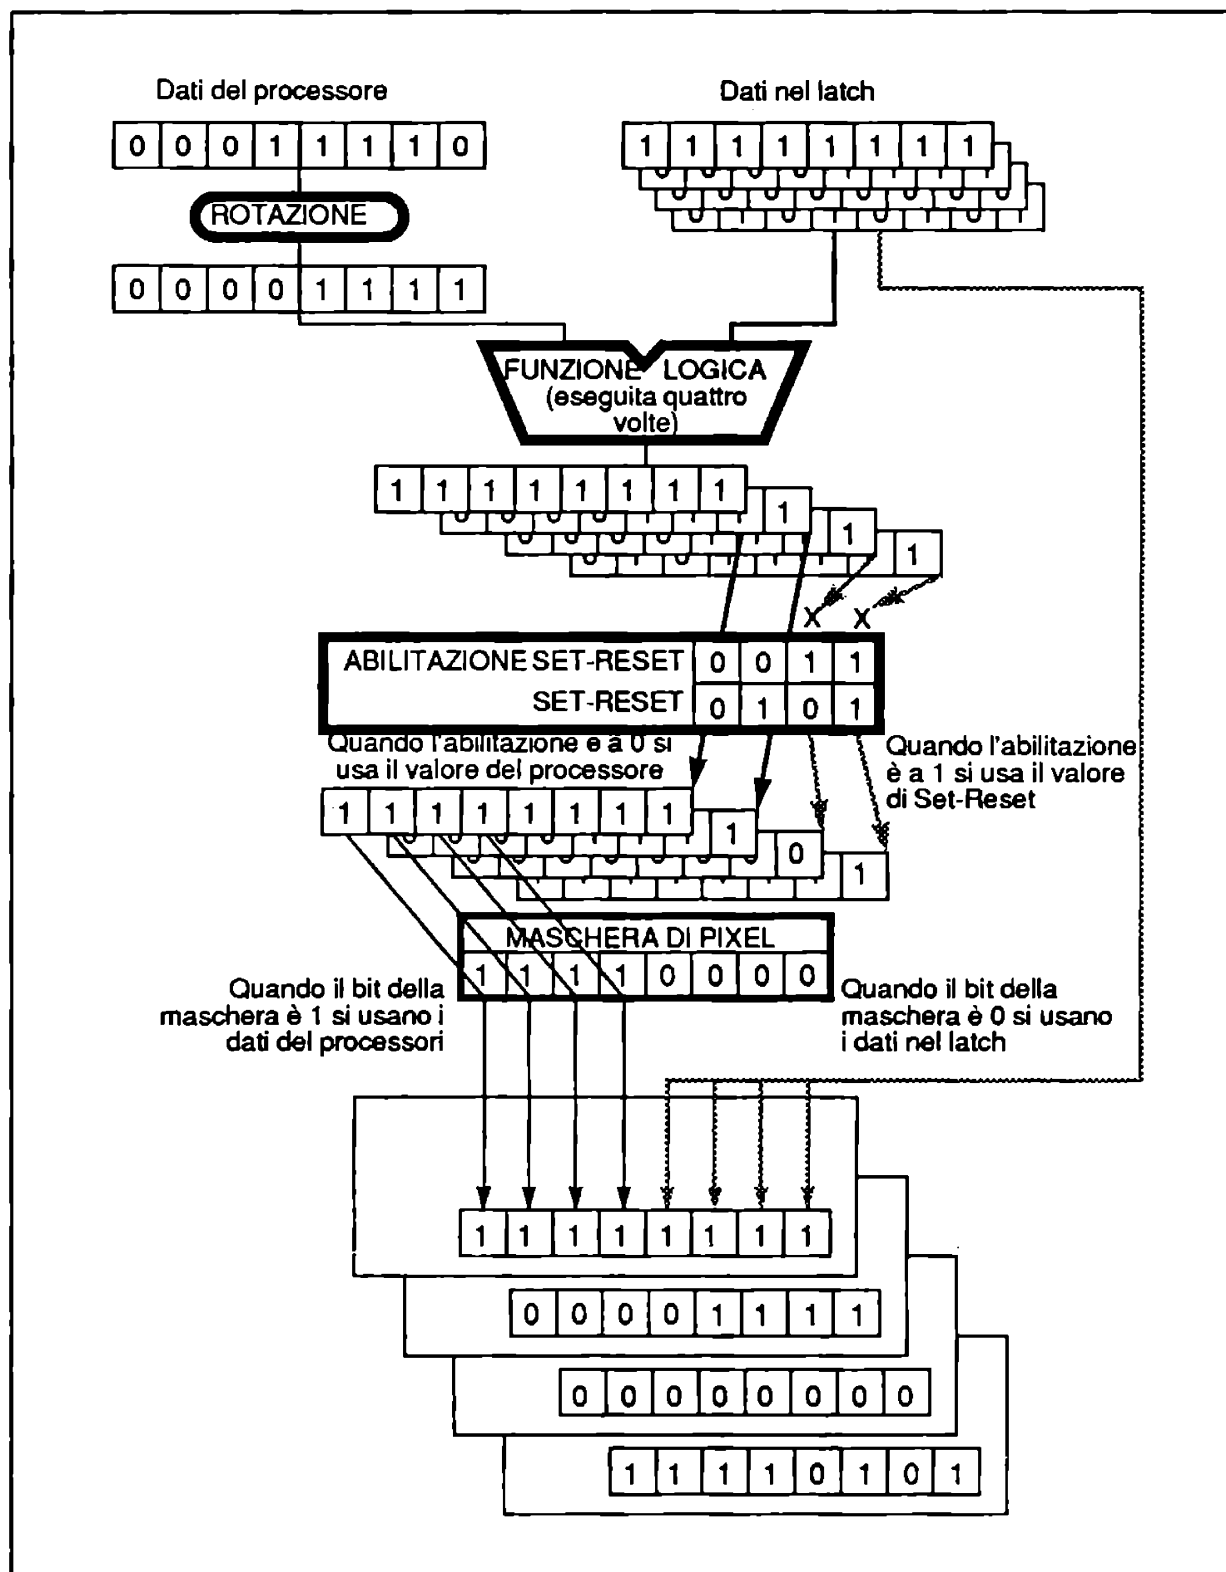 Dati del processore
Dati nel latch
0 0 0 1 1 1 1 0
1 1 1 1 1 1 1 1
ROTAZIONE
0 0 0 0 1 1 1 1
FUNZIONE LOGICA
(eseguita quattro
volte)
1 1 1 1 1 1 1 1
1
1
1
X X
ABILITAZIONE SET-RESET 0 0 1 1
SET-RESET 0 1 0 1
Quando l'abilitazione e a 0 si
usa il valore del processore
Quando l'abilitazione
è a 1 si usa il valore
di Set-Reset
1 1 1 1 1 1 1 1
1
0
1
MASCHERA DI PIXEL
1 1 1 1 0 0 0 0
Quando il bit della
maschera è 1 si usano i
dati del processori
Quando il bit della
maschera è 0 si usano
i dati nel latch
1 1 1 1 1 1 1 1
0 0 0 0 1 1 1 1
0 0 0 0 0 0 0 0
1 1 1 1 0 1 0 1